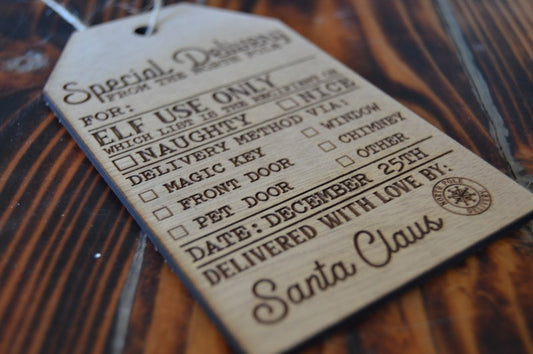 Special Delivery
FROM THE NORTH POLE
FOR:
ELF USE ONLY
WHICH LIST IS THE RECIPIENT ON
NAUGHTY NICE
DELIVERY METHOD VIA:
MAGIC KEY WINDOW
FRONT DOOR CHIMNEY
PET DOOR OTHER
DATE: DECEMBER 25TH
DELIVERED WITH LOVE BY:
Santa Claus